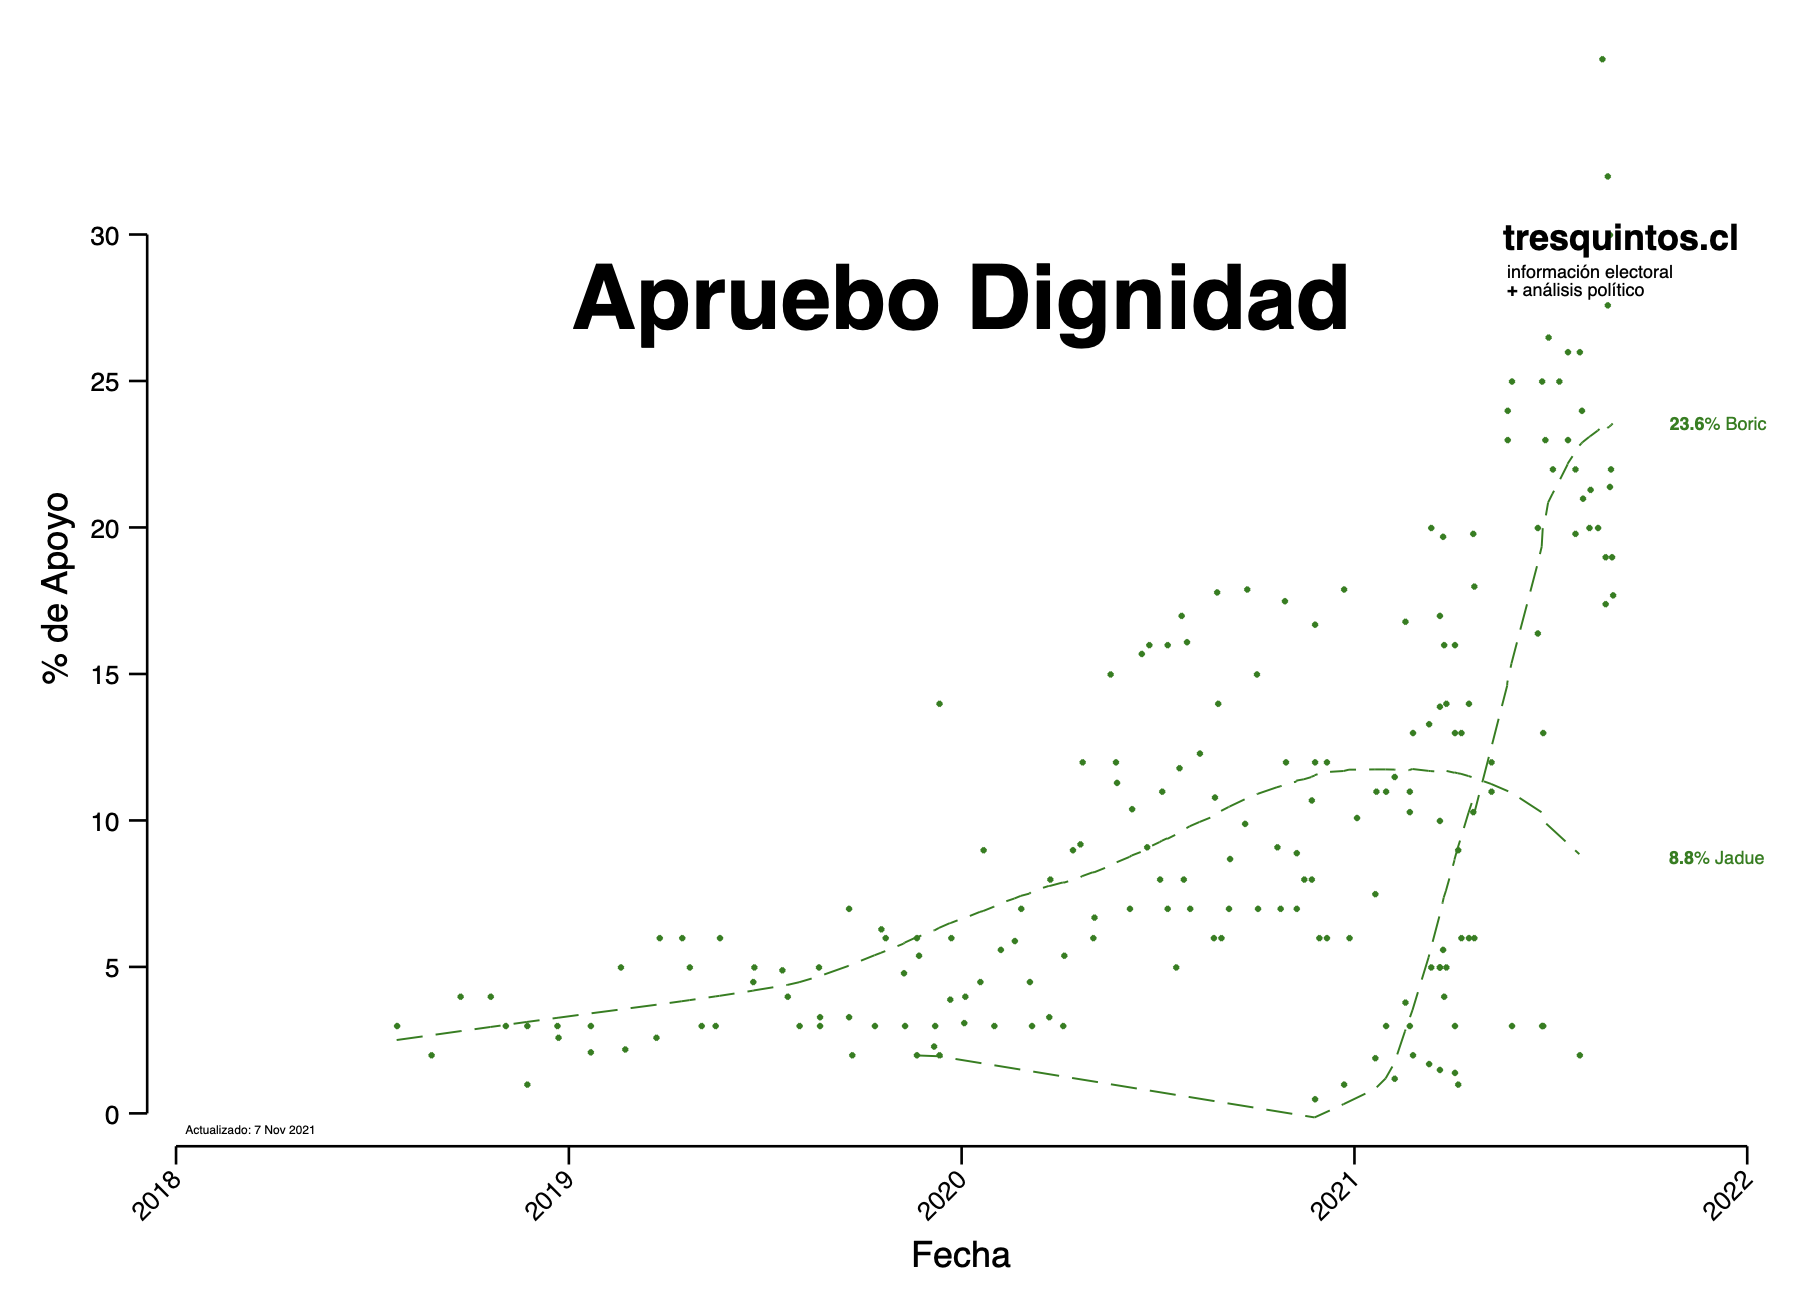 Apruebo Dignidad
tresquintos.cl
información electoral
+ análisis político
% de Apoyo
30
25
20
15
10
5
0
23.6% Boric
8.8% Jadue
Actualizado: 7 Nov 2021
2018
2019
2020
2021
2022
Fecha